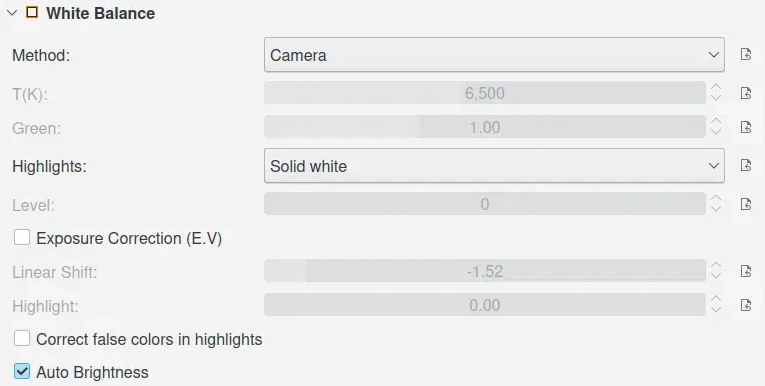 White Balance
Method: Camera
T(K): 6,500
Green: 1.00
Highlights: Solid white
Level: 0
Exposure Correction (E.V)
Linear Shift: -1.52
Highlight: 0.00
Correct false colors in highlights
Auto Brightness